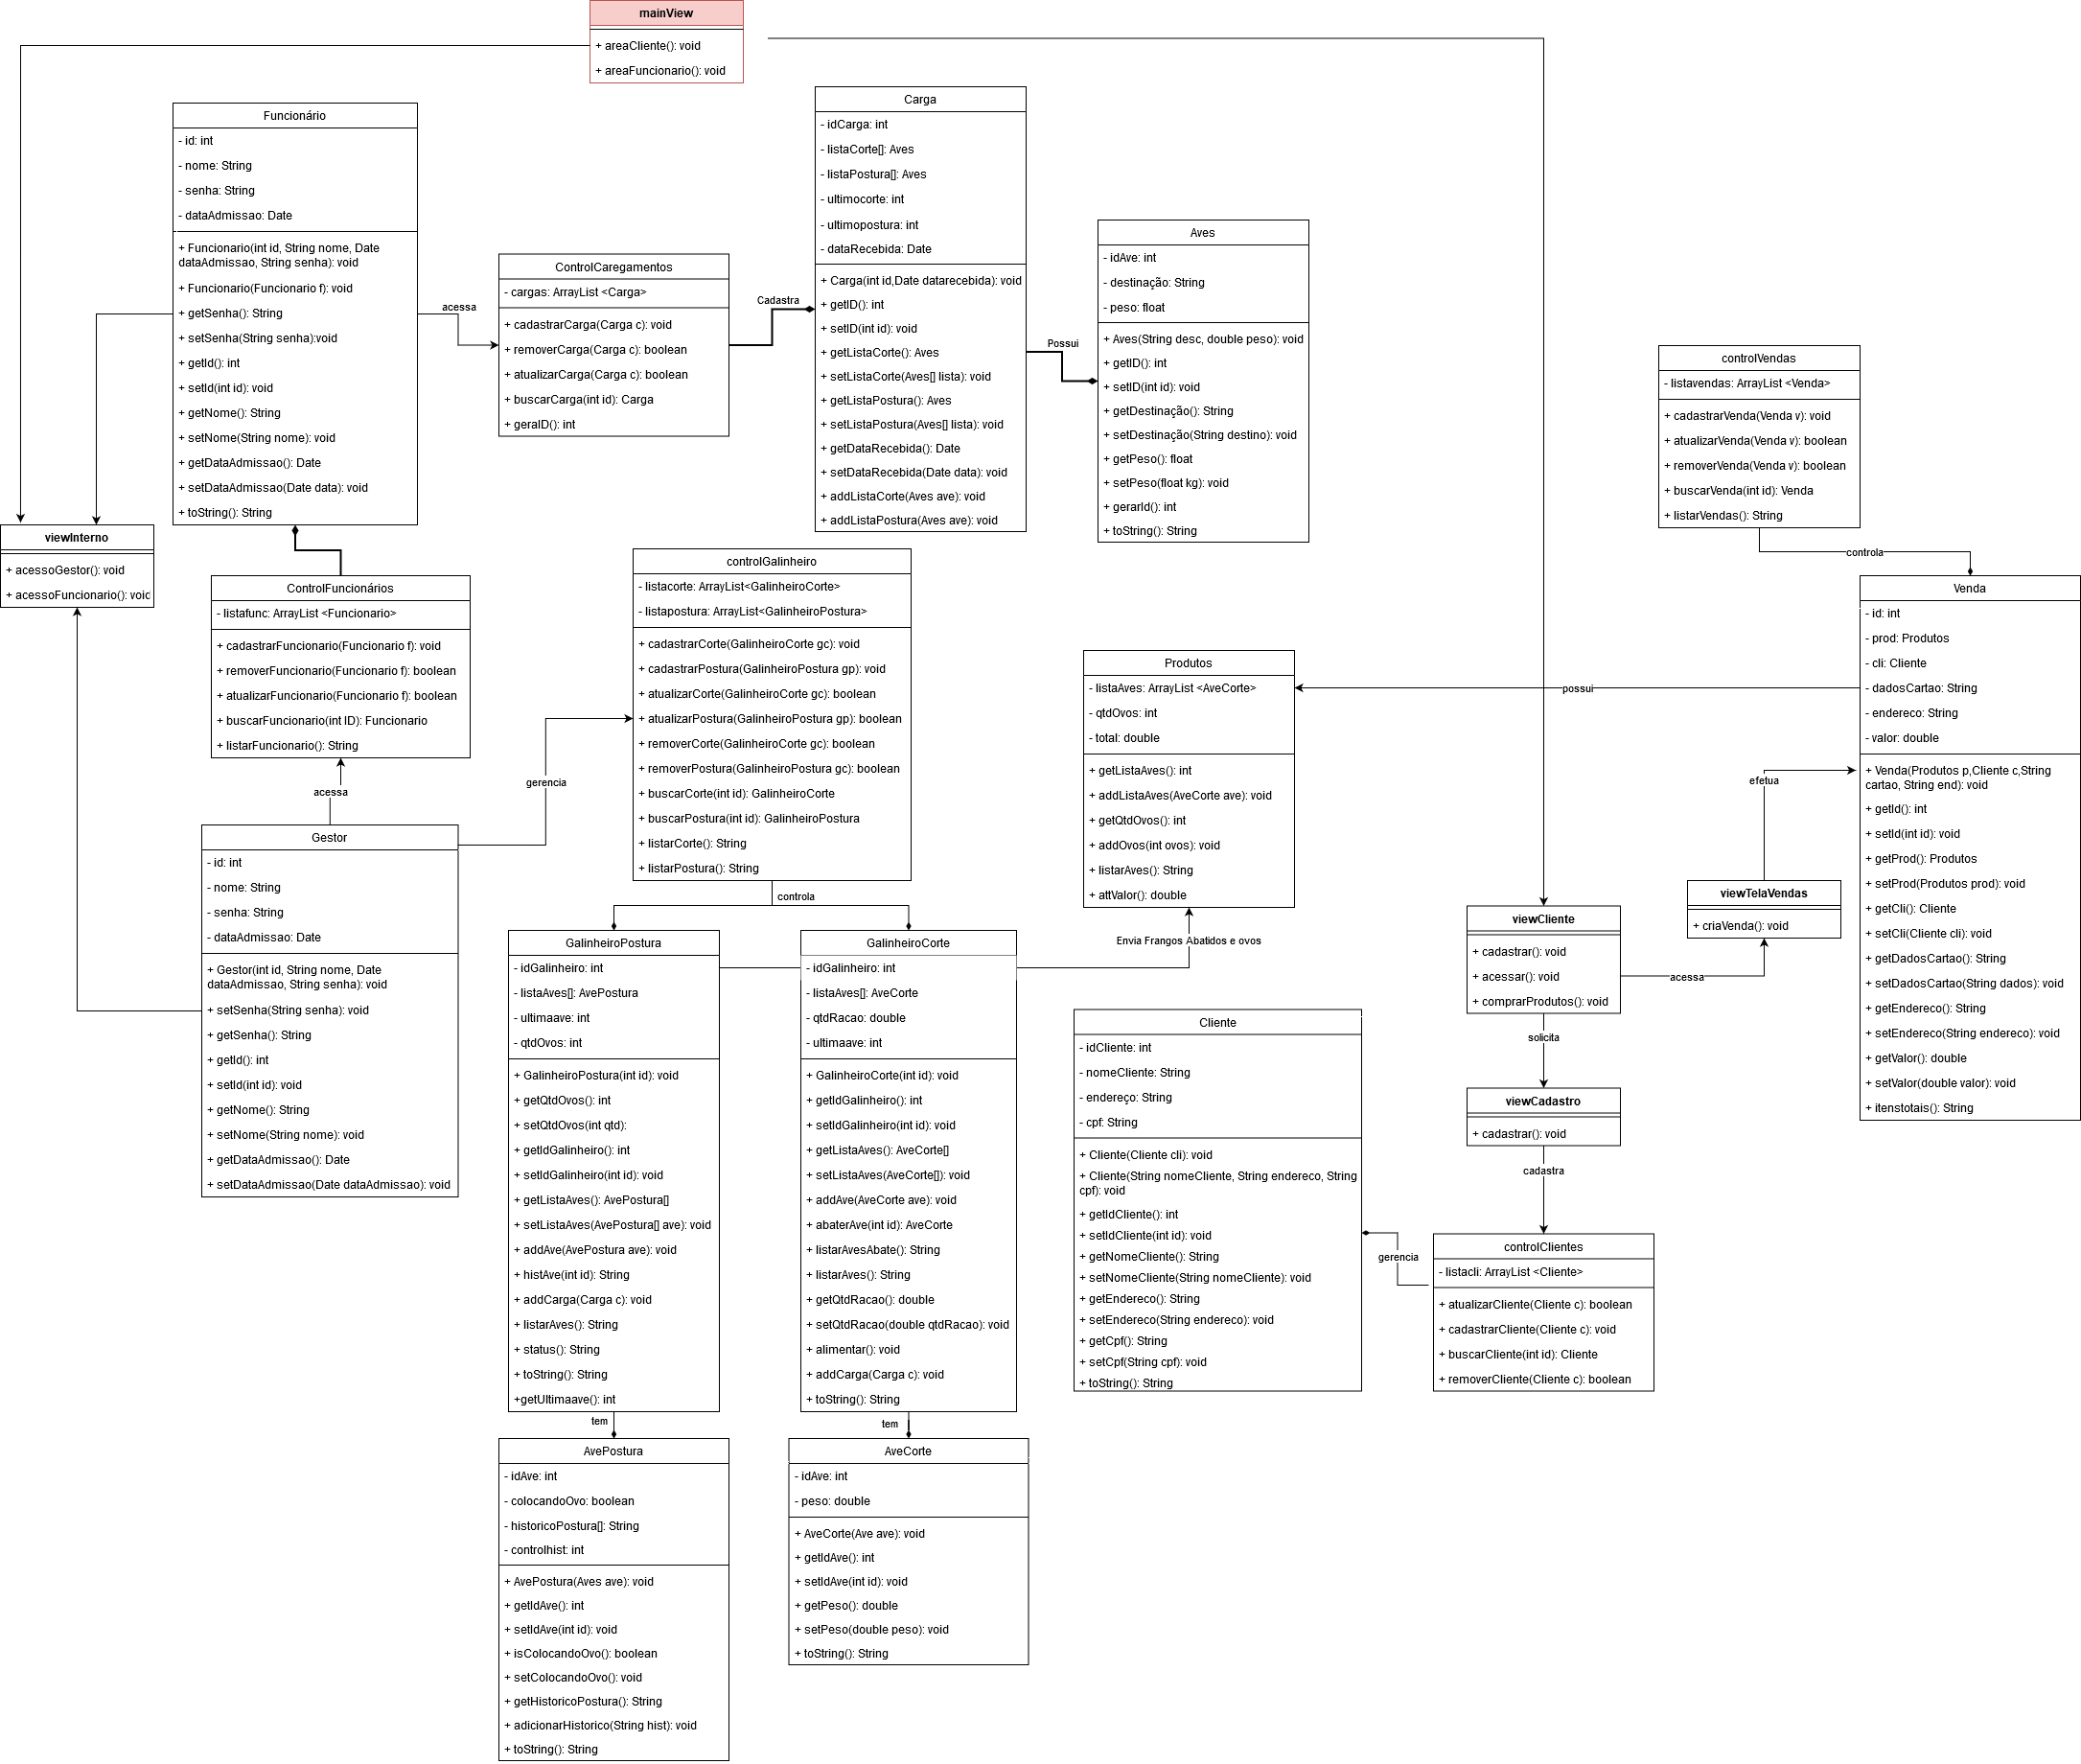 mainView
+ areaCliente(): void
+ areaFuncionario(): void
Funcionário
- id: int
- nome: String
- senha: String
- dataAdmissao: Date
+ Funcionario(int id, String nome, Date
dataAdmissao, String senha): void
+ Funcionario(Funcionario f): void
+ getSenha(): String
+ setSenha(String senha):void
+ getId(): int
+ setId(int id): void
+ getNome(): String
+ setNome(String nome): void
+ getDataAdmissao(): Date
+ setDataAdmissao(Date data): void
+ toString(): String
acessa
ControlCaregamentos
- cargas: ArrayList <Carga>
+ cadastrarCarga(Carga c): void
+ removerCarga(Carga c): boolean
+ atualizarCarga(Carga c): boolean
+ buscarCarga(int id): Carga
+ geraID(): int
Cadastra
Carga
- idCarga: int
- listaCorte[]: Aves
- listaPostura[]: Aves
- ultimocorte: int
- ultimopostura: int
- dataRecebida: Date
+ Carga(int id,Date datarecebida): void
+ getID(): int
+ setID(int id): void
+ getListaCorte(): Aves
+ setListaCorte(Aves[] lista): void
+ getListaPostura(): Aves
+ setListaPostura(Aves[] lista): void
+ getDataRecebida(): Date
+ setDataRecebida(Date data): void
+ addListaCorte(Aves ave): void
+ addListaPostura(Aves ave): void
Possui
Aves
- idAve: int
- destinação: String
- peso: float
+ Aves(String desc, double peso): void
+ getID(): int
+ setID(int id): void
+ getDestinação(): String
+ setDestinação(String destino): void
+ getPeso(): float
+ setPeso(float kg): void
+ gerarId(): int
+ toString(): String
controlVendas
- listavendas: ArrayList <Venda>
+ cadastrarVenda(Venda v): void
+ atualizarVenda(Venda v): boolean
+ removerVenda(Venda v): boolean
+ buscarVenda(int id): Venda
+ listarVendas(): String
controla
viewInterno
+ acessoGestor(): void
+ acessoFuncionario(): void
ControlFuncionários
- listafunc: ArrayList <Funcionario>
+ cadastrarFuncionario(Funcionario f): void
+ removerFuncionario(Funcionario f): boolean
+ atualizarFuncionario(Funcionario f): boolean
+ buscarFuncionario(int ID): Funcionario
+ listarFuncionario(): String
acessa
controlGalinheiro
- listacorte: ArrayList<GalinheiroCorte>
- listapostura: ArrayList<GalinheiroPostura>
+ cadastrarCorte(GalinheiroCorte gc): void
+ cadastrarPostura(GalinheiroPostura gp): void
+ atualizarCorte(GalinheiroCorte gc): boolean
+ atualizarPostura(GalinheiroPostura gp): boolean
+ removerCorte(GalinheiroCorte gc): boolean
+ removerPostura(GalinheiroPostura gc): boolean
+ buscarCorte(int id): GalinheiroCorte
+ buscarPostura(int id): GalinheiroPostura
+ listarCorte(): String
+ listarPostura(): String
gerencia
controla
Produtos
- listaAves: ArrayList <AveCorte>
- qtdOvos: int
- total: double
+ getListaAves(): int
+ addListaAves(AveCorte ave): void
+ getQtdOvos(): int
+ addOvos(int ovos): void
+ listarAves(): String
+ attValor(): double
Envia Frangos Abatidos e ovos
possui
Venda
- id: int
- prod: Produtos
- cli: Cliente
- dadosCartao: String
- endereco: String
- valor: double
+ Venda(Produtos p,Cliente c,String
cartao, String end): void
+ getId(): int
+ setId(int id): void
+ getProd(): Produtos
+ setProd(Produtos prod): void
+ getCli(): Cliente
+ setCli(Cliente cli): void
+ getDadosCartao(): String
+ setDadosCartao(String dados): void
+ getEndereco(): String
+ setEndereco(String endereco): void
+ getValor(): double
+ setValor(double valor): void
+ itenstotais(): String
efetua
viewTelaVendas
+ criaVenda(): void
acessa
viewCliente
+ cadastrar(): void
+ acessar(): void
+ comprarProdutos(): void
solicita
viewCadastro
+ cadastrar(): void
cadastra
controlClientes
- listacli: ArrayList <Cliente>
+ atualizarCliente(Cliente c): boolean
+ cadastrarCliente(Cliente c): void
+ buscarCliente(int id): Cliente
+ removerCliente(Cliente c): boolean
gerencia
Cliente
- idCliente: int
- nomeCliente: String
- endereço: String
- cpf: String
+ Cliente(Cliente cli): void
+ Cliente(String nomeCliente, String endereco, String
cpf): void
+ getIdCliente(): int
+ setIdCliente(int id): void
+ getNomeCliente(): String
+ setNomeCliente(String nomeCliente): void
+ getEndereco(): String
+ setEndereco(String endereco): void
+ getCpf(): String
+ setCpf(String cpf): void
+ toString(): String
Gestor
- id: int
- nome: String
- senha: String
- dataAdmissao: Date
+ Gestor(int id, String nome, Date
dataAdmissao, String senha): void
+ setSenha(String senha): void
+ getSenha(): String
+ getId(): int
+ setId(int id): void
+ getNome(): String
+ setNome(String nome): void
+ getDataAdmissao(): Date
+ setDataAdmissao(Date dataAdmissao): void
GalinheiroPostura
- idGalinheiro: int
- listaAves[]: AvePostura
- ultimaave: int
- qtdOvos: int
+ GalinheiroPostura(int id): void
+ getQtdOvos(): int
+ setQtdOvos(int qtd):
+ getIdGalinheiro(): int
+ setIdGalinheiro(int id): void
+ getListaAves(): AvePostura[]
+ setListaAves(AvePostura[] ave): void
+ addAve(AvePostura ave): void
+ histAve(int id): String
+ addCarga(Carga c): void
+ listarAves(): String
+ status(): String
+ toString(): String
+getUltimaave(): int
tem
GalinheiroCorte
- idGalinheiro: int
- listaAves[]: AveCorte
- qtdRacao: double
- ultimaave: int
+ GalinheiroCorte(int id): void
+ getIdGalinheiro(): int
+ setIdGalinheiro(int id): void
+ getListaAves(): AveCorte[]
+ setListaAves(AveCorte[]): void
+ addAve(AveCorte ave): void
+ abaterAve(int id): AveCorte
+ listarAvesAbate(): String
+ listarAves(): String
+ getQtdRacao(): double
+ setQtdRacao(double qtdRacao): void
+ alimentar(): void
+ addCarga(Carga c): void
+ toString(): String
tem
AvePostura
- idAve: int
- colocandoOvo: boolean
- historicoPostura[]: String
- controlhist: int
+ AvePostura(Aves ave): void
+ getIdAve(): int
+ setIdAve(int id): void
+ isColocandoOvo(): boolean
+ setColocandoOvo(): void
+ getHistoricoPostura(): String
+ adicionarHistorico(String hist): void
+ toString(): String
AveCorte
- idAve: int
- peso: double
+ AveCorte(Ave ave): void
+ getIdAve(): int
+ setIdAve(int id): void
+ getPeso(): double
+ setPeso(double peso): void
+ toString(): String